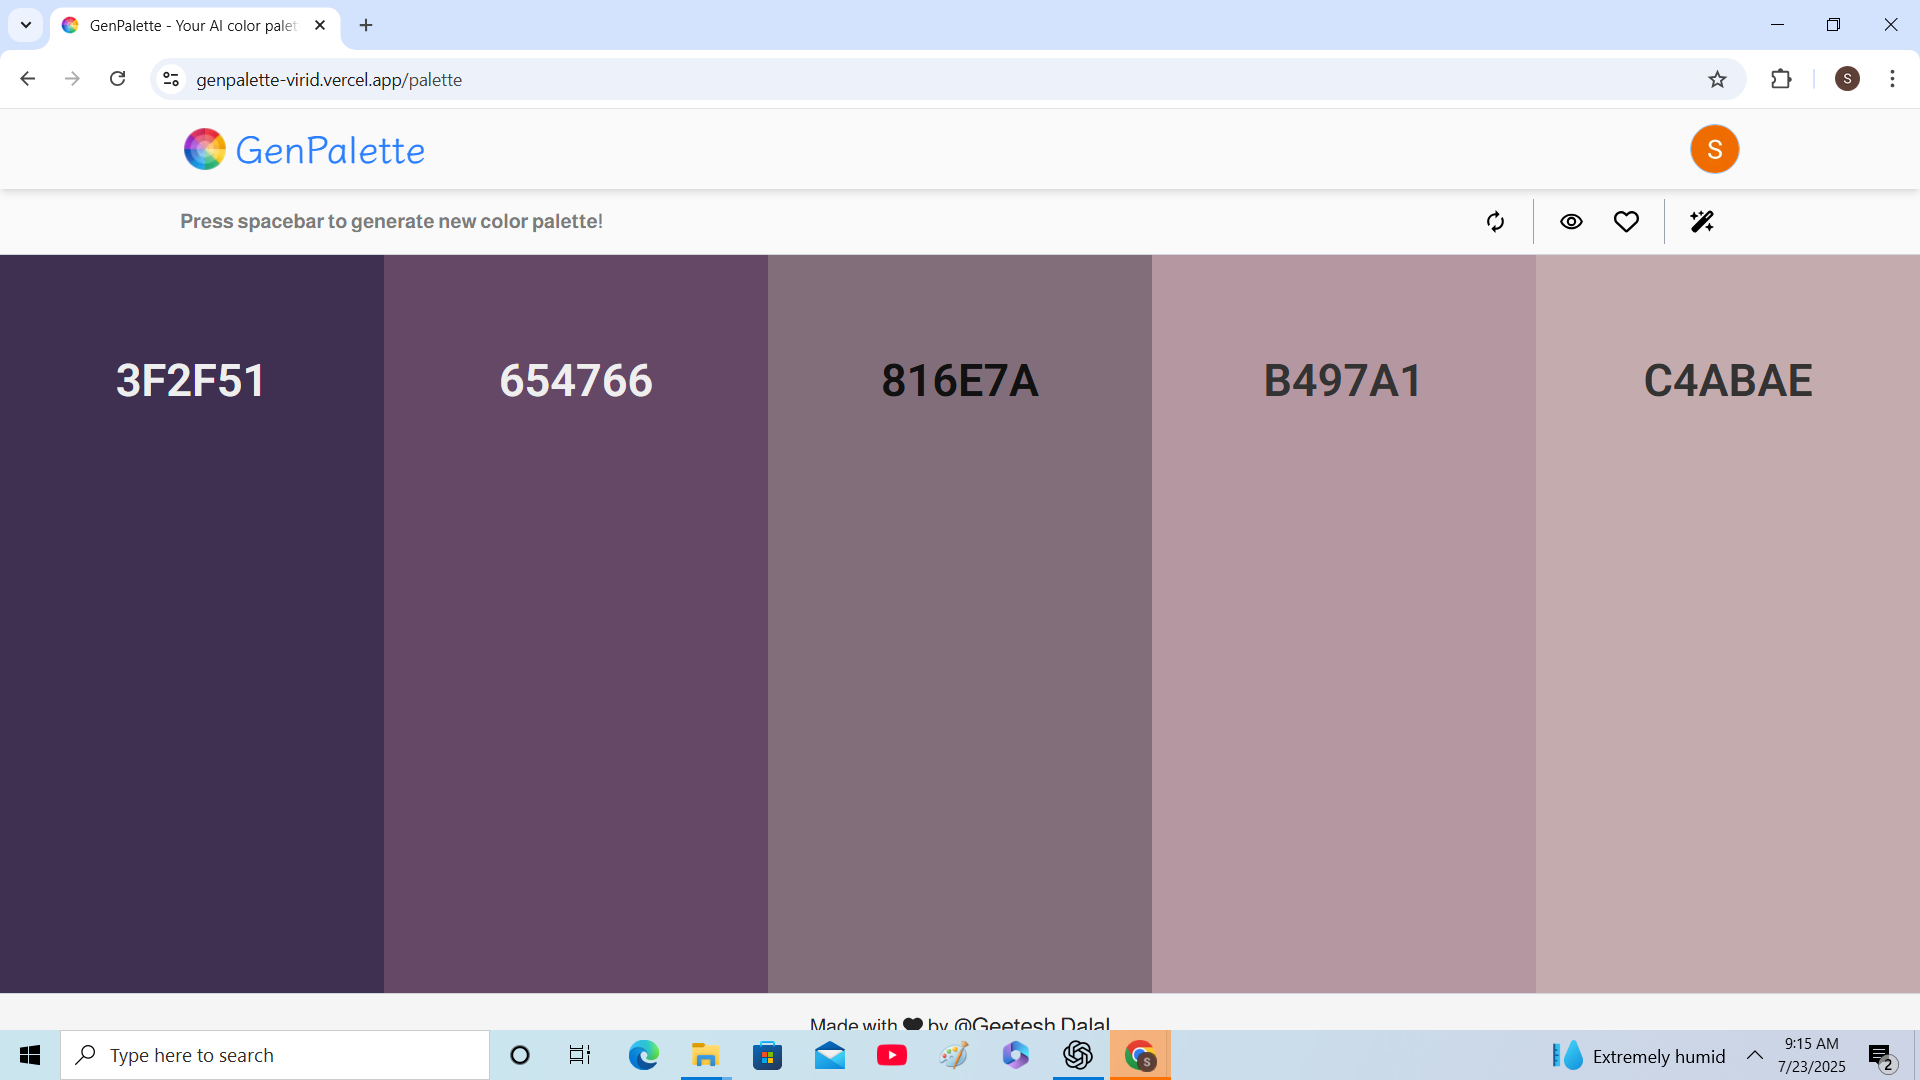 GenPalette - Your AI color palet
genpalette-virid.vercel.app/palette
S
GenPalette
S
Press spacebar to generate new color palette!
3F2F51
654766
816E7A
B497A1
C4ABAE
Made with by @Geetesh Dalal
Type here to search
S
Extremely humid
9:15 AM
7/23/2025
2